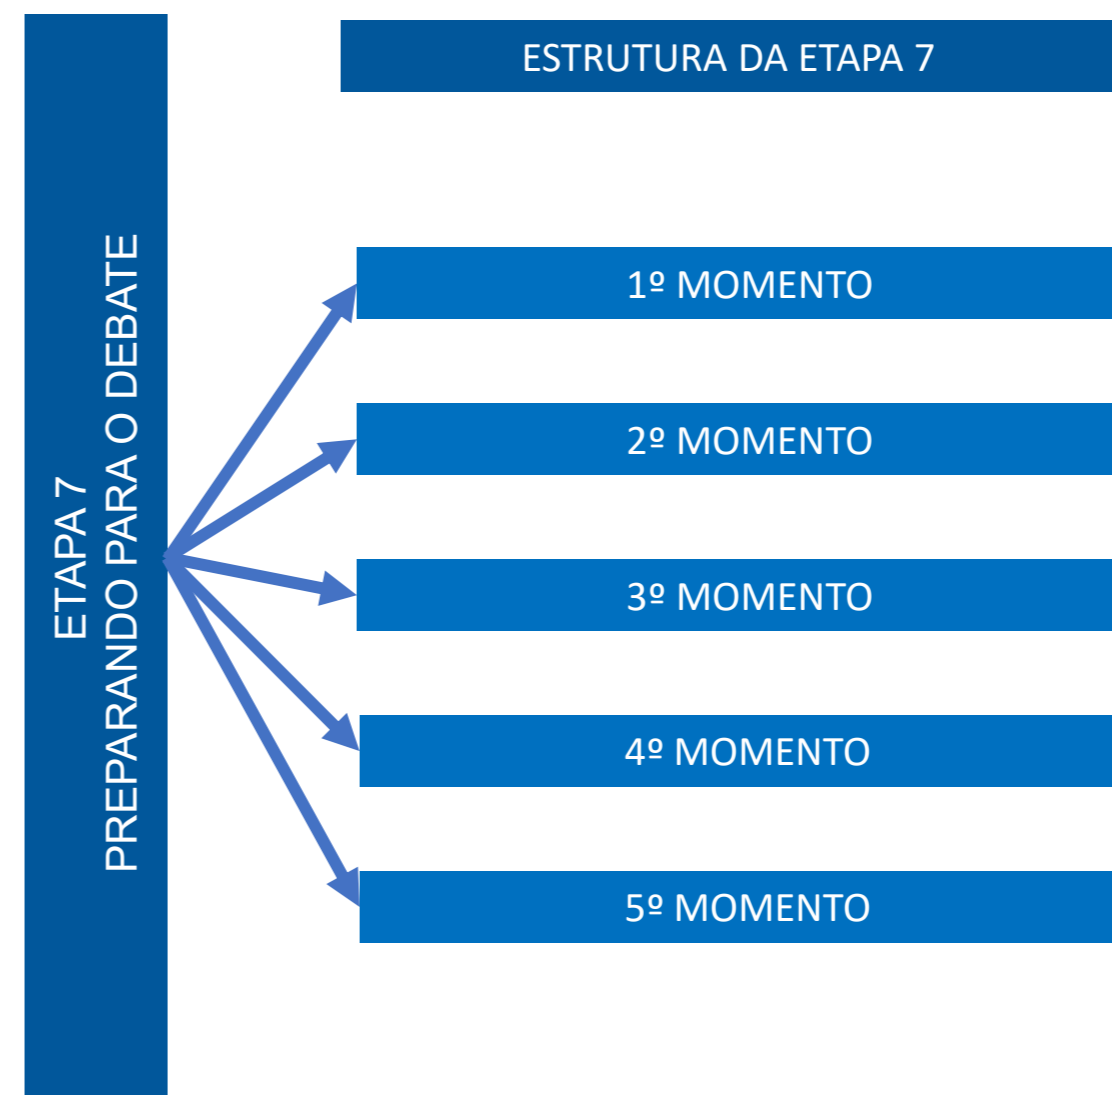 ETAPA 7
PREPARANDO PARA O DEBATE
ESTRUTURA DA ETAPA 7
1º MOMENTO
2º MOMENTO
3º MOMENTO
4º MOMENTO
5º MOMENTO